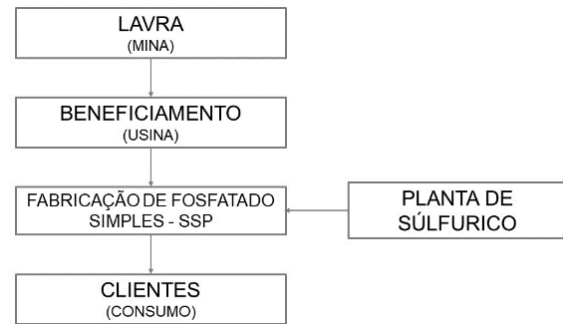 LAVRA
(MINA)
BENEFICIAMENTO
(USINA)
FABRICAÇÃO DE FOSFATADO
SIMPLES - SSP
PLANTA DE
SÚLFURICO
CLIENTES
(CONSUMO)